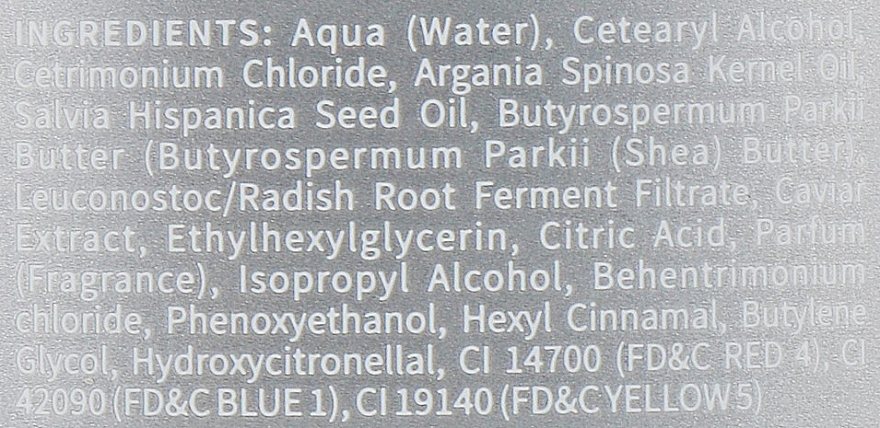 INGREDIENTS: Aqua (Water), Cetearyl Alcohol,
Cetrimonium Chloride, Argania Spinosa Kernel Oil,
Salvia Hispanica Seed Oil, Butyrospermum Parkii
Butter (Butyrospermum Parkii (Shea) Butter),
Leuconostoc/Radish Root Ferment Filtrate, Caviar
Extract, Ethylhexylglycerin, Citric Acid, Parfum
(Fragrance), Isopropyl Alcohol, Behentrimonium
chloride, Phenoxyethanol, Hexyl Cinnamal, Butylene
Glycol, Hydroxycitronellal, CI 14700 (FD&C RED 4), CI
42090 (FD&C BLUE 1), CI 19140 (FD&C YELLOW 5)